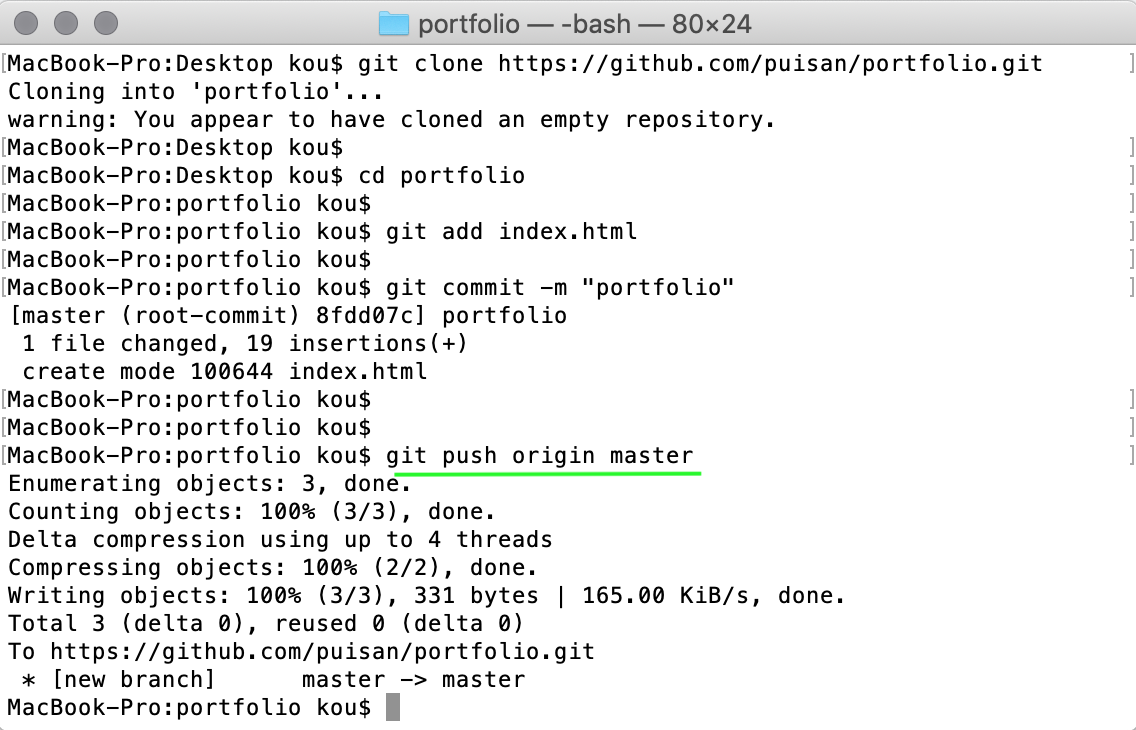 portfolio — -bash — 80×24
[MacBook-Pro:Desktop kou$ git clone https://github.com/puisan/portfolio.git ]
Cloning into 'portfolio'...
warning: You appear to have cloned an empty repository.
[MacBook-Pro:Desktop kou$ ]
[MacBook-Pro:Desktop kou$ cd portfolio ]
[MacBook-Pro:portfolio kou$ ]
[MacBook-Pro:portfolio kou$ git add index.html ]
[MacBook-Pro:portfolio kou$ ]
[MacBook-Pro:portfolio kou$ git commit -m "portfolio" ]
[master (root-commit) 8fdd07c] portfolio
 1 file changed, 19 insertions(+)
 create mode 100644 index.html
[MacBook-Pro:portfolio kou$ ]
[MacBook-Pro:portfolio kou$ ]
[MacBook-Pro:portfolio kou$ git push origin master ]
Enumerating objects: 3, done.
Counting objects: 100% (3/3), done.
Delta compression using up to 4 threads
Compressing objects: 100% (2/2), done.
Writing objects: 100% (3/3), 331 bytes | 165.00 KiB/s, done.
Total 3 (delta 0), reused 0 (delta 0)
To https://github.com/puisan/portfolio.git
 * [new branch]      master -> master
MacBook-Pro:portfolio kou$